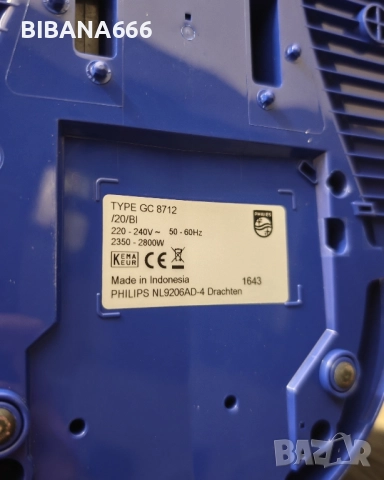 BIBANA666
TYPE GC 8712
/20/BI
220 - 240V ~ 50 - 60Hz
2350 - 2800W
KEMA
KEUR
CE
PHILIPS
Made in Indonesia 1643
PHILIPS NL9206AD-4 Drachten
BAZAR
bg